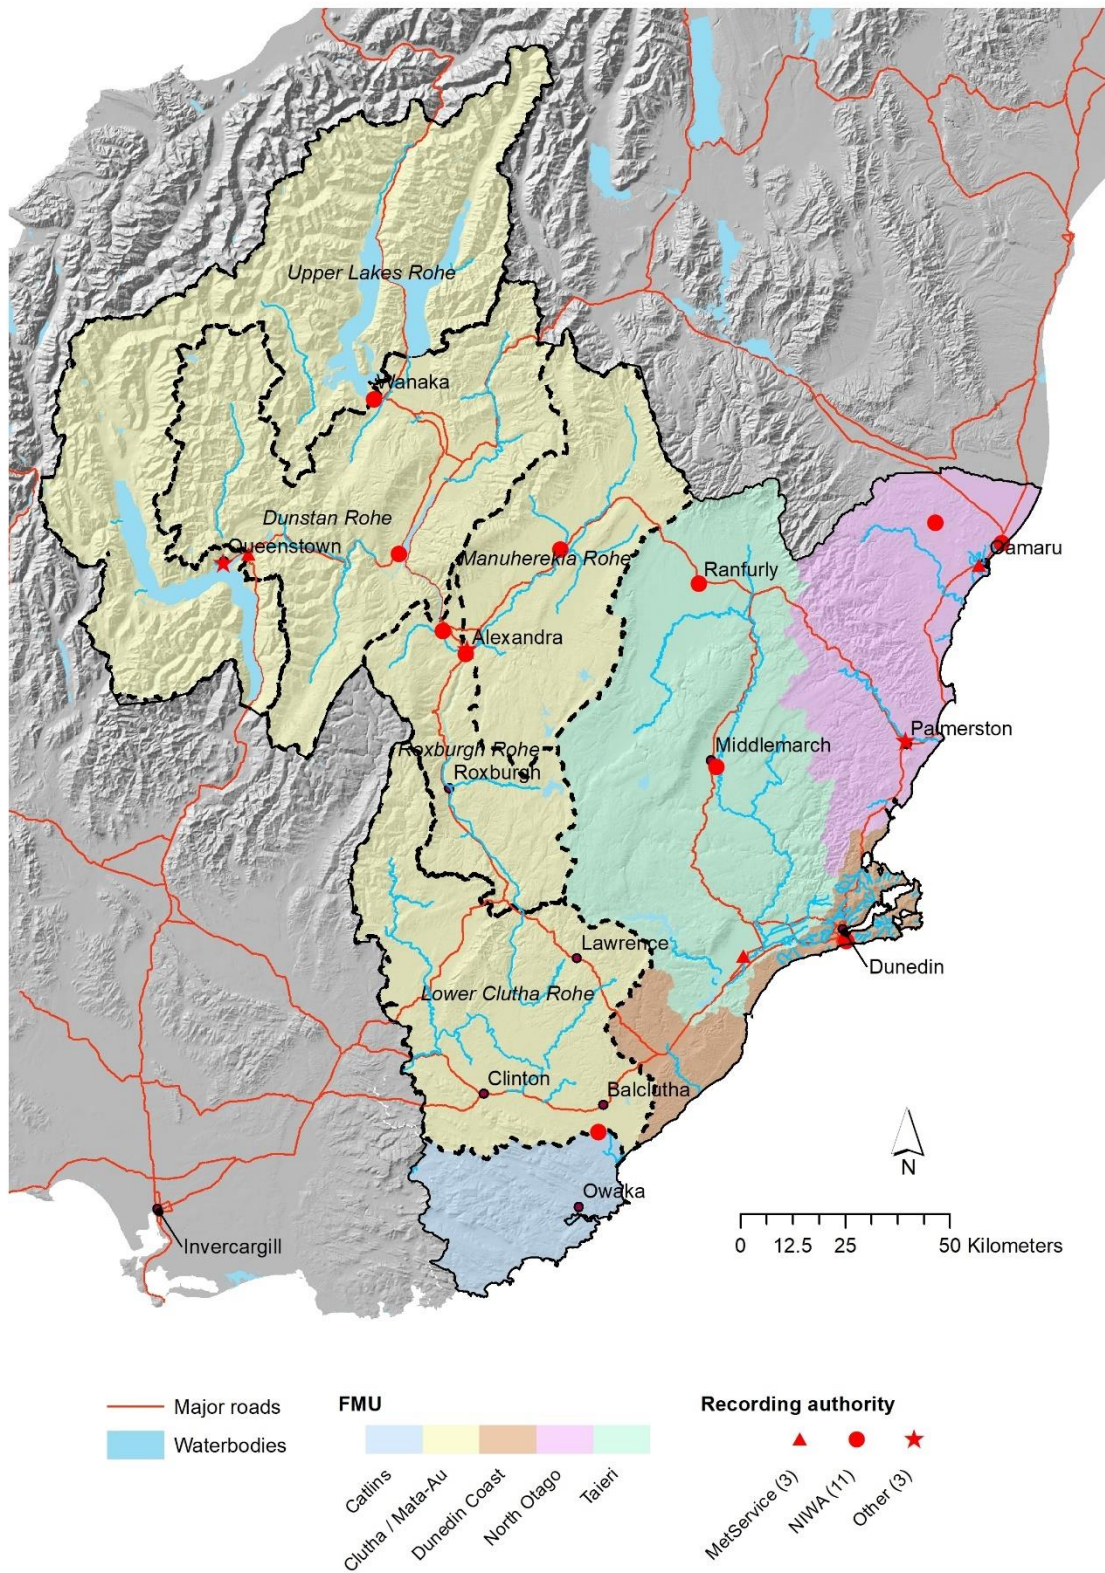 Upper Lakes Rohe
Wanaka
Dunstan Rohe
Queenstown
Manuherekia Rohe
Oamaru
Ranfurly
Alexandra
Palmerston
Middlemarch
Roxburgh Rohe
Roxburgh
Lawrence
Dunedin
Lower Clutha Rohe
Clinton
Balclutha
N
Owaka
0 12.5 25 50 Kilometers
Invercargill
Major roads
Waterbodies
FMU
Catlins
Clutha / Mata-Au
Dunedin Coast
North Otago
Taieri
Recording authority
MetService (3)
NIWA (11)
Other (3)